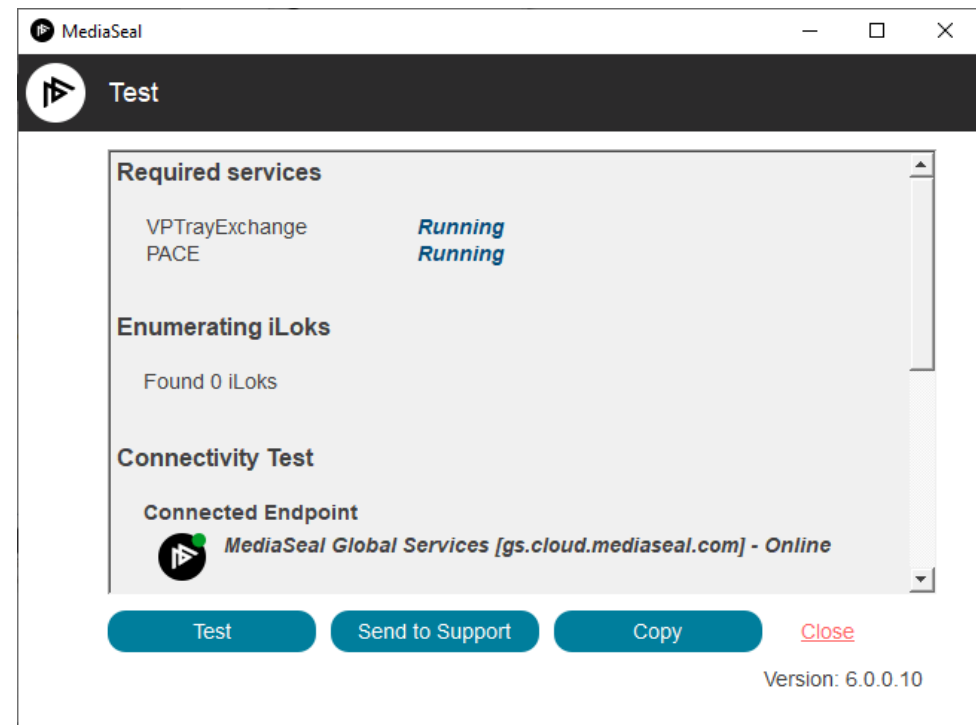 MediaSeal
Test
Required services
VPTrayExchange Running
PACE Running
Enumerating iLoks
Found 0 iLoks
Connectivity Test
Connected Endpoint
MediaSeal Global Services [gs.cloud.mediaseal.com] - Online
Test Send to Support Copy Close
Version: 6.0.0.10